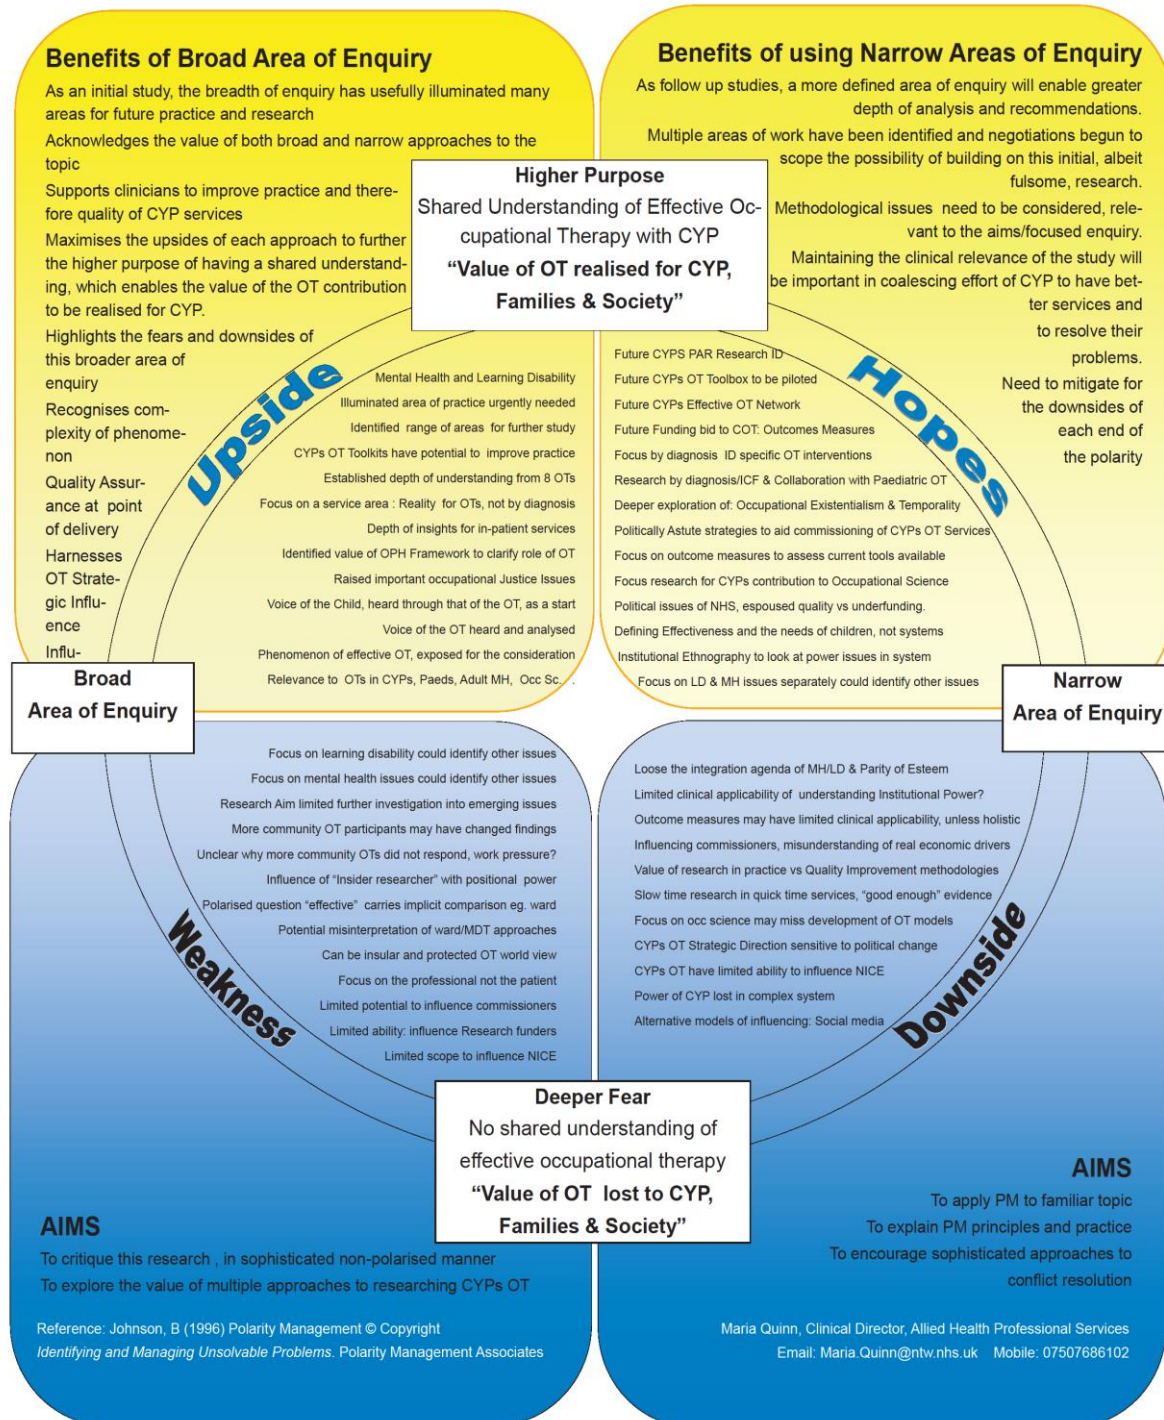 Benefits of Broad Area of Enquiry
As an initial study, the breadth of enquiry has usefully illuminated many
areas for future practice and research
Acknowledges the value of both broad and narrow approaches to the
topic
Supports clinicians to improve practice and there-
fore quality of CYP services
Maximises the upsides of each approach to further
the higher purpose of having a shared understand-
ing, which enables the value of the OT contribution
to be realised for CYP.
Highlights the fears and downsides of
this broader area of
enquiry
Recognises com-
plexity of phenome-
non
Quality Assur-
ance at point
of delivery
Harnesses
OT Strate-
gic Influ-
ence
Influ-
Benefits of using Narrow Areas of Enquiry
As follow up studies, a more defined area of enquiry will enable greater
depth of analysis and recommendations.
Multiple areas of work have been identified and negotiations begun to
scope the possibility of building on this initial, albeit
fulsome, research.
Methodological issues need to be considered, rele-
vant to the aims/focused enquiry.
Maintaining the clinical relevance of the study will
be important in coalescing effort of CYP to have bet-
ter services and
to resolve their
problems.
Need to mitigate for
the downsides of
each end of
the polarity
Higher Purpose
Shared Understanding of Effective Oc-
cupational Therapy with CYP
“Value of OT realised for CYP,
Families & Society”
Upside
Mental Health and Learning Disability
Illuminated area of practice urgently needed
Identified range of areas for further study
CYPs OT Toolkits have potential to improve practice
Established depth of understanding from 8 OTs
Focus on a service area : Reality for OTs, not by diagnosis
Depth of insights for in-patient services
Identified value of OPH Framework to clarify role of OT
Raised important occupational Justice Issues
Voice of the Child, heard through that of the OT, as a start
Voice of the OT heard and analysed
Phenomenon of effective OT, exposed for the consideration
Relevance to OTs in CYPs, Paeds, Adult MH, Occ Sc. .
Hopes
Future CYPS PAR Research ID
Future CYPs OT Toolbox to be piloted
Future CYPs Effective OT Network
Future Funding bid to COT: Outcomes Measures
Focus by diagnosis ID specific OT interventions
Research by diagnosis/ICF & Collaboration with Paediatric OT
Deeper exploration of: Occupational Existentialism & Temporality
Politically Astute strategies to aid commissioning of CYPs OT Services
Focus on outcome measures to assess current tools available
Focus research for CYPs contribution to Occupational Science
Political issues of NHS, espoused quality vs underfunding.
Defining Effectiveness and the needs of children, not systems
Institutional Ethnography to look at power issues in system
Focus on LD & MH issues separately could identify other issues
Broad
Area of Enquiry
Narrow
Area of Enquiry
Focus on learning disability could identify other issues
Focus on mental health issues could identify other issues
Research Aim limited further investigation into emerging issues
More community OT participants may have changed findings
Unclear why more community OTs did not respond, work pressure?
Influence of “Insider researcher” with positional power
Polarised question “effective” carries implicit comparison eg. ward
Potential misinterpretation of ward/MDT approaches
Can be insular and protected OT world view
Focus on the professional not the patient
Limited potential to influence commissioners
Limited ability: influence Research funders
Limited scope to influence NICE
Weakness
Loose the integration agenda of MH/LD & Parity of Esteem
Limited clinical applicability of understanding Institutional Power?
Outcome measures may have limited clinical applicability, unless holistic
Influencing commissioners, misunderstanding of real economic drivers
Value of research in practice vs Quality Improvement methodologies
Slow time research in quick time services, “good enough” evidence
Focus on occ science may miss development of OT models
CYPs OT Strategic Direction sensitive to political change
CYPs OT have limited ability to influence NICE
Power of CYP lost in complex system
Alternative models of influencing: Social media
Downside
Deeper Fear
No shared understanding of
effective occupational therapy
“Value of OT lost to CYP,
Families & Society”
AIMS
To critique this research , in sophisticated non-polarised manner
To explore the value of multiple approaches to researching CYPs OT
Reference: Johnson, B (1996) Polarity Management © Copyright
Identifying and Managing Unsolvable Problems. Polarity Management Associates
AIMS
To apply PM to familiar topic
To explain PM principles and practice
To encourage sophisticated approaches to
conflict resolution
Maria Quinn, Clinical Director, Allied Health Professional Services
Email: Maria.Quinn@ntw.nhs.uk Mobile: 07507686102